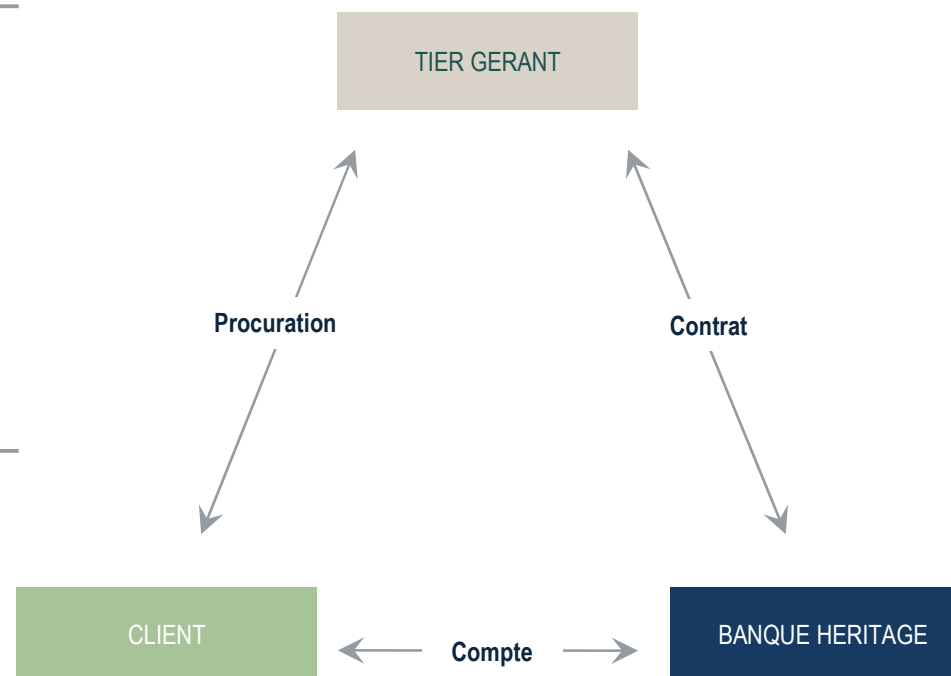 TIER GERANT
Procuration
Contrat
CLIENT
Compte
BANQUE HERITAGE